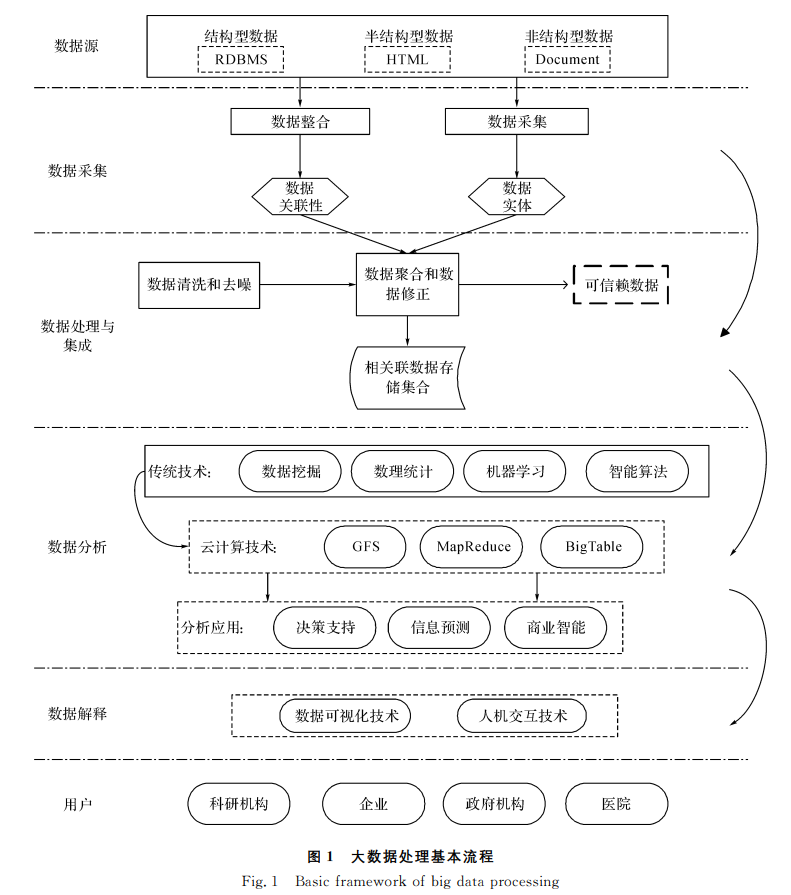 数据源
结构型数据
半结构型数据
非结构型数据
RDBMS
HTML
Document
数据采集
数据整合
数据采集
数据
关联性
数据
实体
数据处理与
集成
数据清洗和去噪
数据聚合和数
据修正
可信赖数据
相关联数据存
储集合
数据分析
传统技术:
数据挖掘
数理统计
机器学习
智能算法
云计算技术:
GFS
MapReduce
BigTable
分析应用:
决策支持
信息预测
商业智能
数据解释
数据可视化技术
人机交互技术
用户
科研机构
企业
政府机构
医院
图 1 大数据处理基本流程
Fig. 1 Basic framework of big data processing